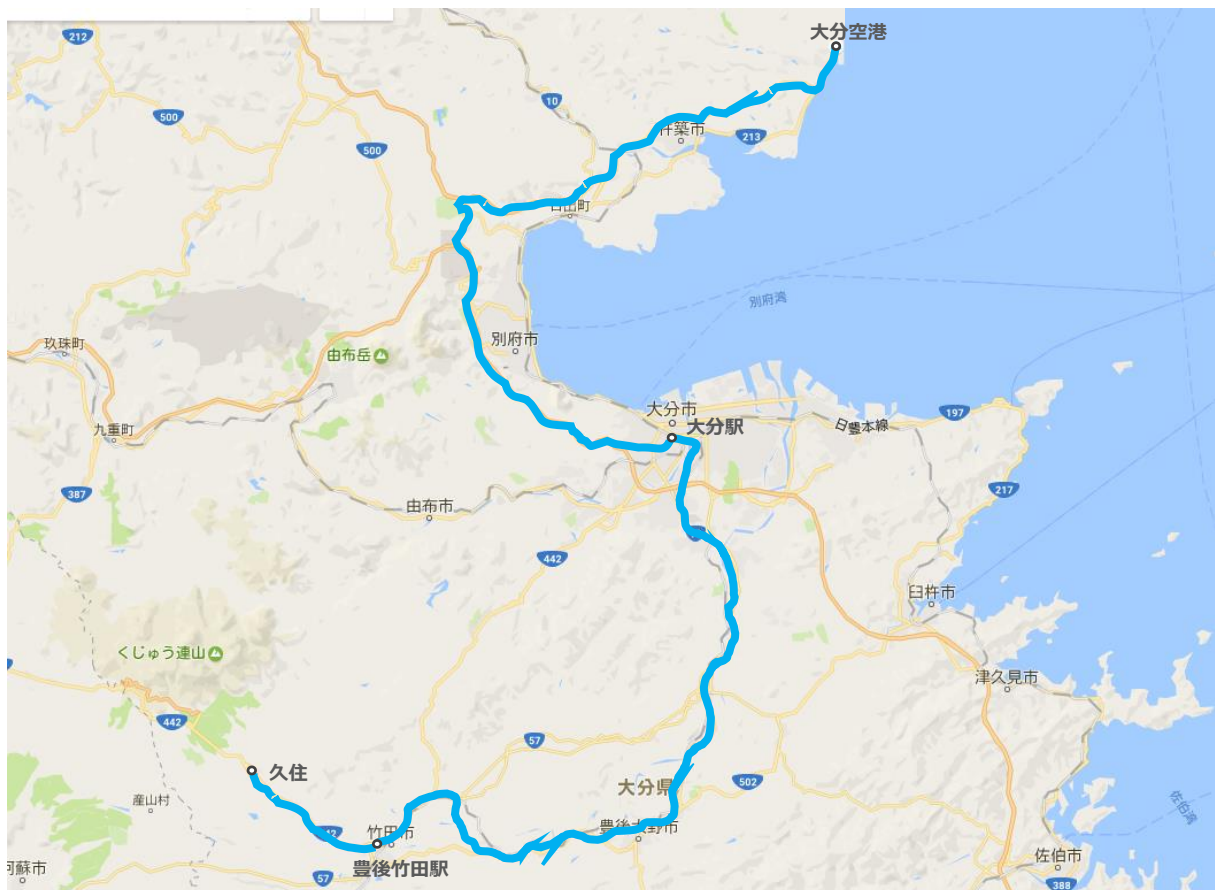 大分空港
212
10
500
杵築市
213
500
日出町
別府湾
別府市
玖珠町
由布岳
大分市
197
大分駅
日豊本線
九重町
387
217
由布市
442
臼杵市
くじゅう連山
津久見市
442
57
久住
大分県
502
産山村
佐伯湾
竹田市
豊後大野市
豊後竹田駅
佐伯市
阿蘇市
57
388